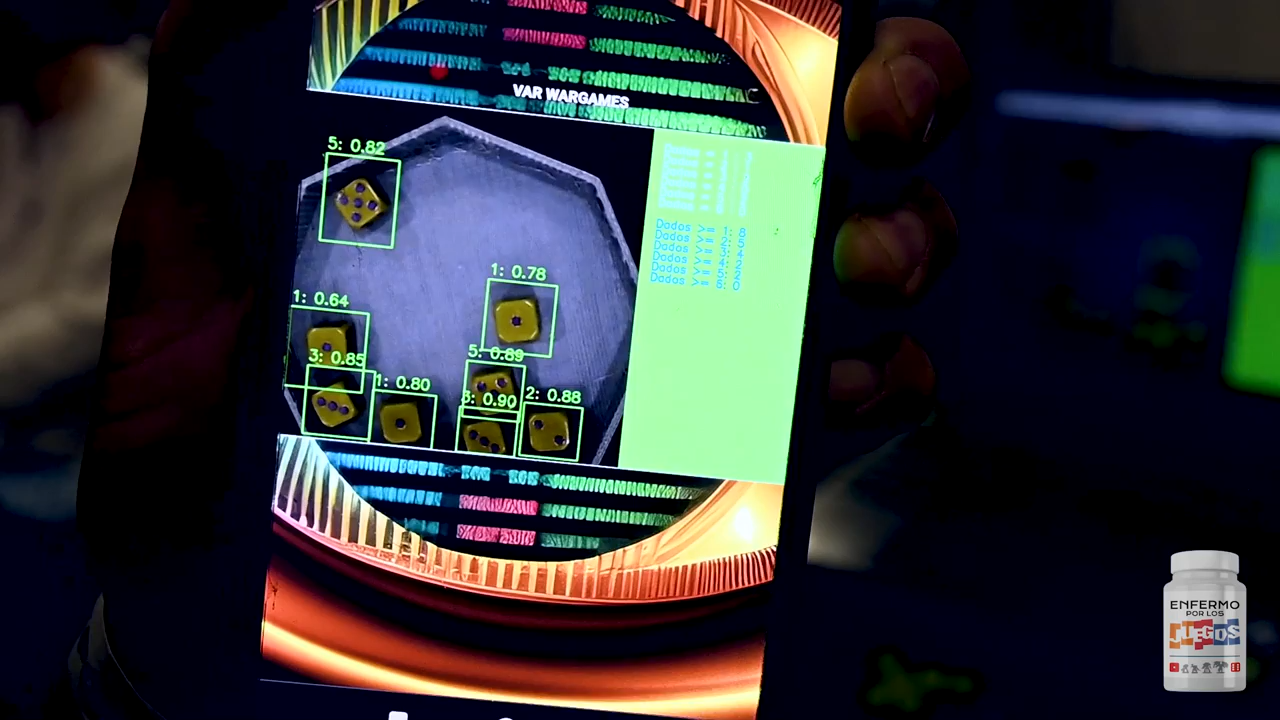 VAR WARGAMES
5: 0.82
1: 0.78
1: 0.64
3: 0.85
1: 0.80
5: 0.89
3: 0.90
2: 0.88
Dados >= 1: 8
Dados >= 2: 5
Dados >= 3: 4
Dados >= 4: 2
Dados >= 5: 2
Dados >= 6: 0
ENFERMO
POR LOS
JUEGOS